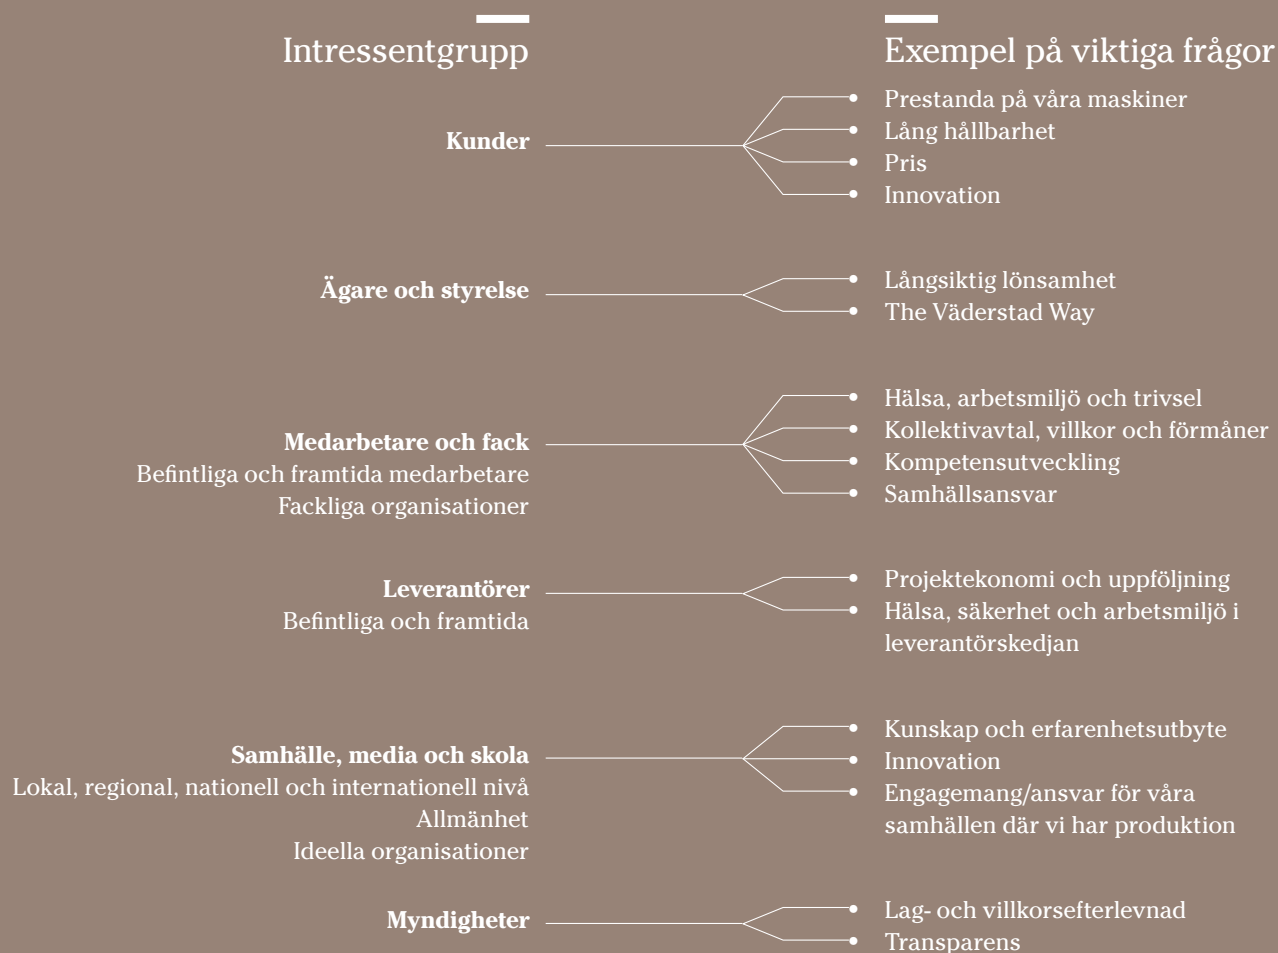 Intressentgrupp
Exempel på viktiga frågor
Kunder
Prestanda på våra maskiner
Lång hållbarhet
Pris
Innovation
Ägare och styrelse
Långsiktig lönsamhet
The Väderstad Way
Medarbetare och fack
Befintliga och framtida medarbetare
Fackliga organisationer
Hälsa, arbetsmiljö och trivsel
Kollektivavtal, villkor och förmåner
Kompetensutveckling
Samhällsansvar
Leverantörer
Befintliga och framtida
Projektekonomi och uppföljning
Hälsa, säkerhet och arbetsmiljö i
leverantörskedjan
Samhälle, media och skola
Lokal, regional, nationell och internationell nivå
Allmänhet
Ideella organisationer
Kunskap och erfarenhetsutbyte
Innovation
Engagemang/ansvar för våra
samhällen där vi har produktion
Myndigheter
Lag- och villkorsefterlevnad
Transparens